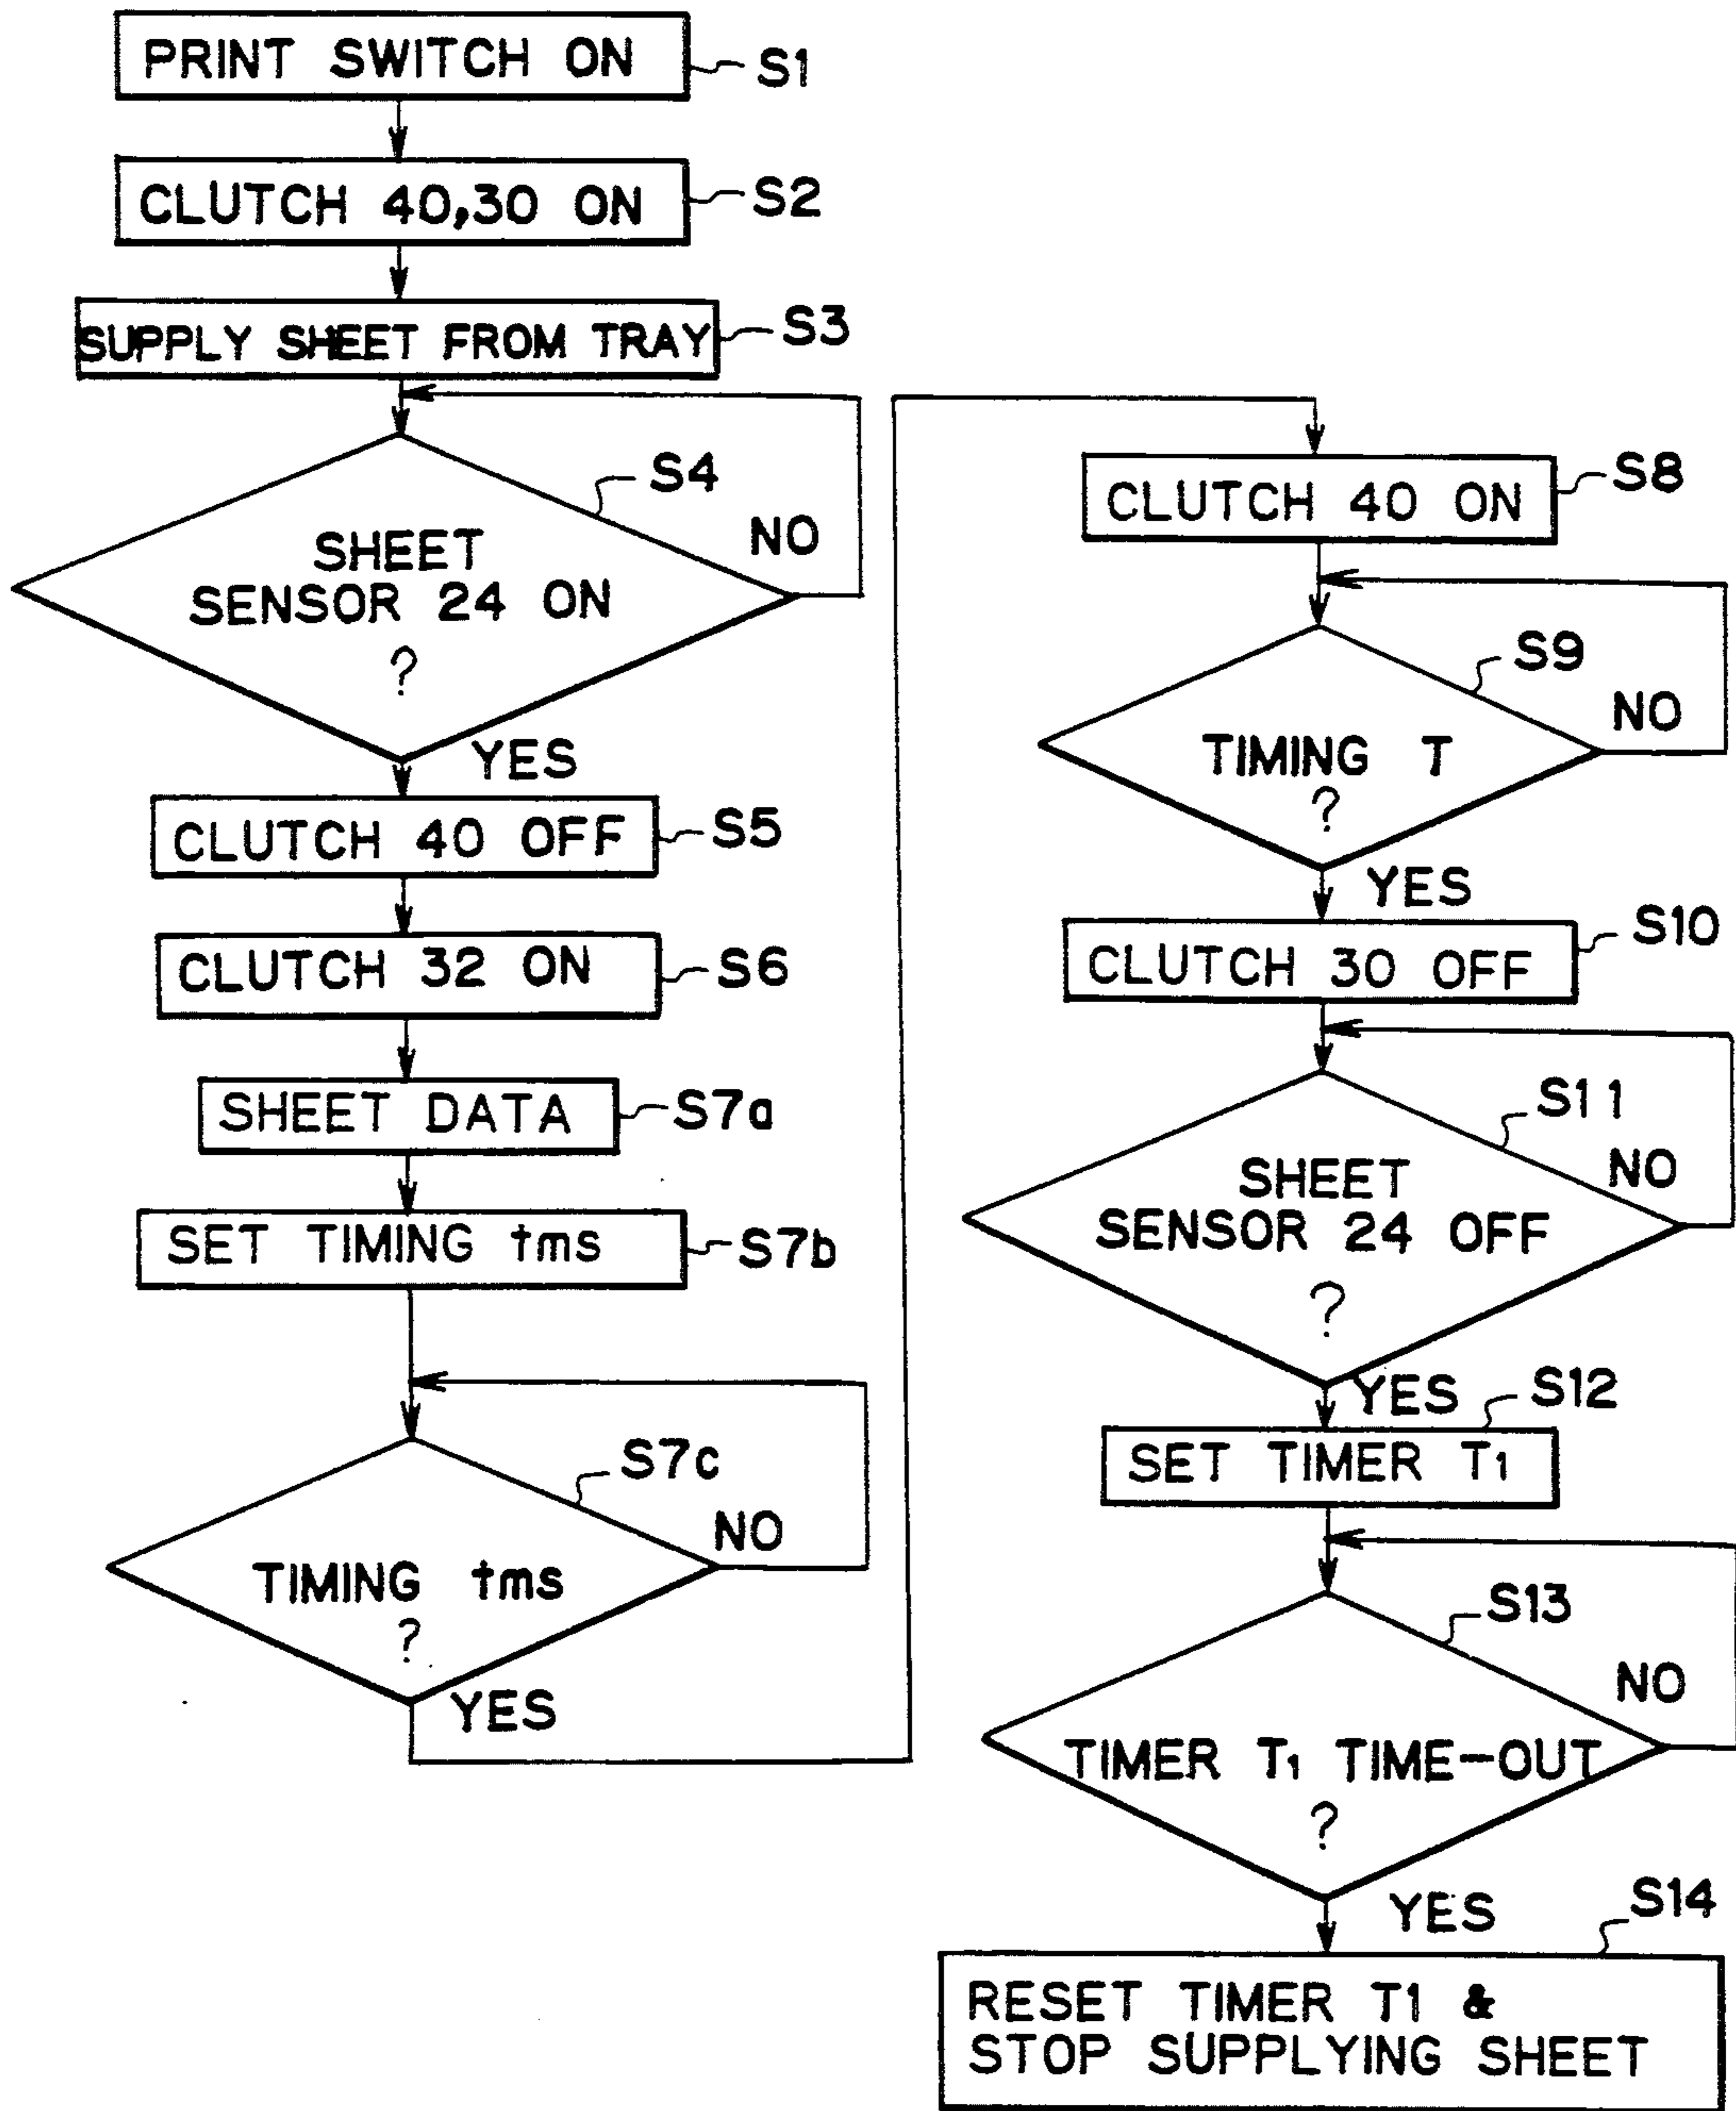 PRINT SWITCH ON
S1
CLUTCH 40,30 ON
S2
SUPPLY SHEET FROM TRAY
S3
S4
NO
SHEET
SENSOR 24 ON
?
YES
CLUTCH 40 OFF
S5
CLUTCH 32 ON
S6
SHEET DATA
S7a
SET TIMING tms
S7b
S7c
NO
TIMING tms
?
YES
CLUTCH 40 ON
S8
S9
NO
TIMING T
?
YES
CLUTCH 30 OFF
S10
S11
NO
SHEET
SENSOR 24 OFF
?
YES
S12
SET TIMER T1
S13
NO
TIMER T1 TIME-OUT
?
YES
S14
RESET TIMER T1 &
STOP SUPPLYING SHEET